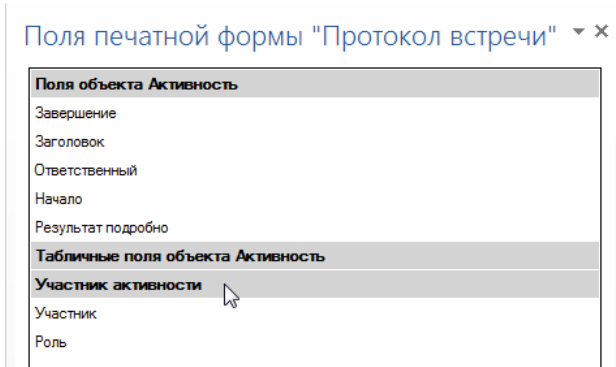 Поля печатной формы "Протокол встречи"
Поля объекта Активность
Завершение
Заголовок
Ответственный
Начало
Результат подробно
Табличные поля объекта Активность
Участник активности
Участник
Роль